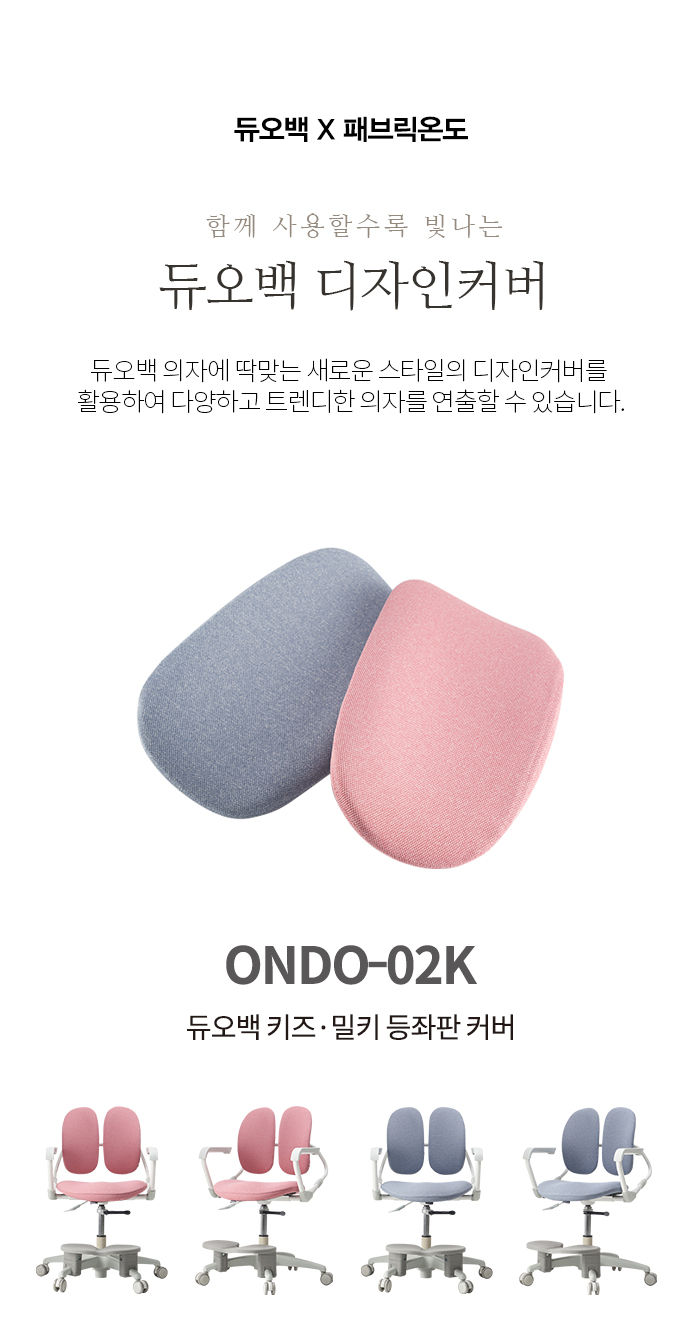 듀오백 X 패브릭온도
함께 사용할수록 빛나는
듀오백 디자인커버
듀오백 의자에 딱맞는 새로운 스타일의 디자인커버를
활용하여 다양하고 트렌디한 의자를 연출할 수 있습니다.
ONDO-02K
듀오백 키즈·밀키 등좌판 커버